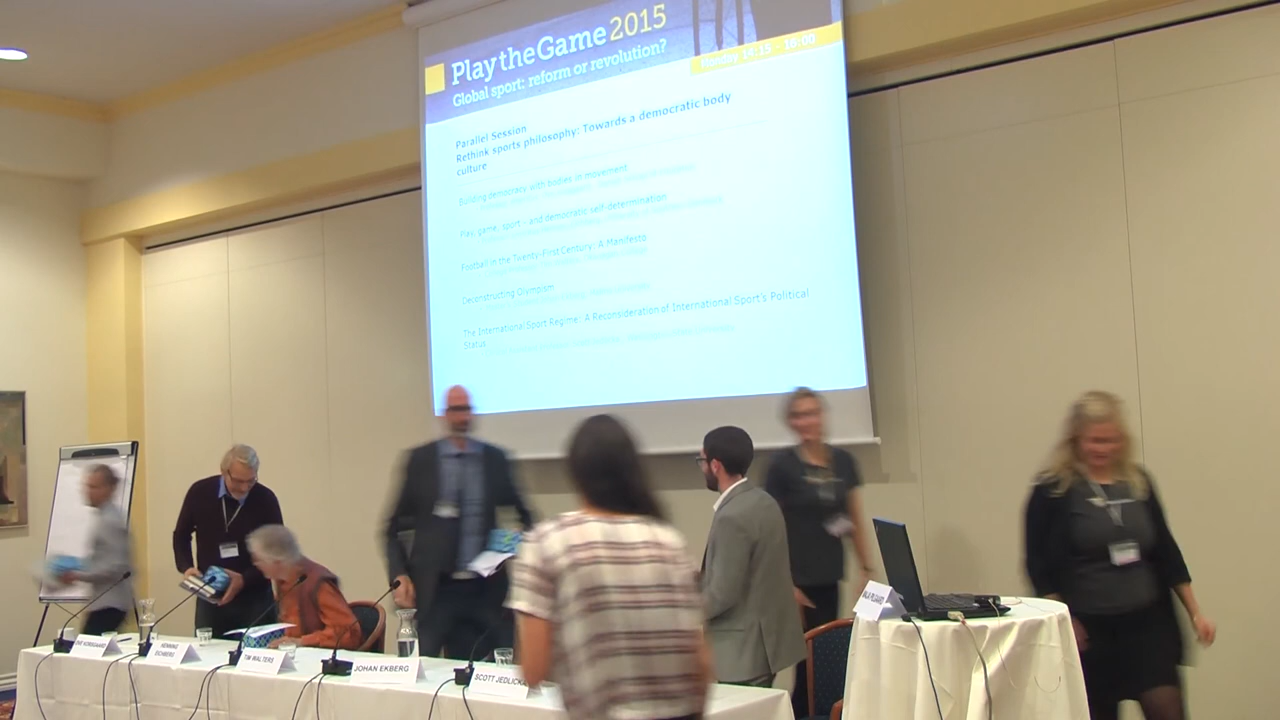 Play the Game 2015
Global sport: reform or revolution?
Monday 15:15 - 16:00
Parallel Session
Rethink sports philosophy: Towards a democratic body
culture
Building democracy with bodies in movement
Play, game, sport - and democratic self-determination
Football in the Twenty-First Century: A Manifesto
Deconstructing Olympism
The International Sport Regime: A Reconsideration of International Sport's Political
Status
HENNING
EICHBERG
TIM WALTERS
JOHAN EKBERG
SCOTT JEDLICKA